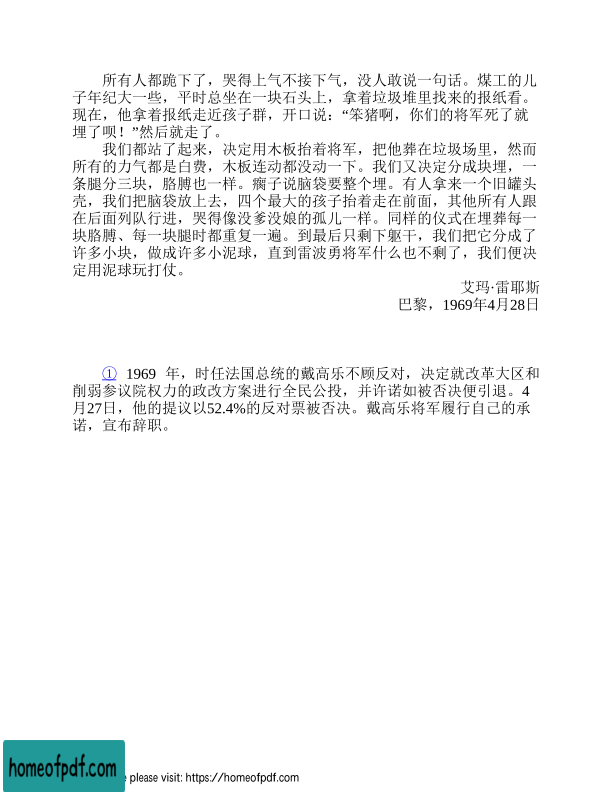 所有人都跪下了，哭得上气不接下气，没人敢说一句话。煤工的儿
子年纪大一些，平时总坐在一块石头上，拿着垃圾堆里找来的报纸看。
现在，他拿着报纸走近孩子群，开口说：“笨猪啊，你们的将军死了就
埋了呗！”然后就走了。
我们都站了起来，决定用木板抬着将军，把他葬在垃圾场里，然而
所有的力气都是白费，木板连动都没动一下。我们又决定分成块埋，一
条腿分三块，胳膊也一样。瘸子说脑袋要整个埋。有人拿来一个旧罐头
壳，我们把脑袋放上去，四个最大的孩子抬着走在前面，其他所有人跟
在后面列队行进，哭得像没爹没娘的孤儿一样。同样的仪式在埋葬每一
块胳膊、每一块腿时都重复一遍。到最后只剩下躯干，我们把它分成了
许多小块，做成许多小泥球，直到雷波勇将军什么也不剩了，我们便决
定用泥球玩打仗。
艾玛·雷耶斯
巴黎，1969年4月28日
① 1969 年，时任法国总统的戴高乐不顾反对，决定就改革大区和
削弱参议院权力的政改方案进行全民公投，并许诺如被否决便引退。4
月27日，他的提议以52.4%的反对票被否决。戴高乐将军履行自己的承
诺，宣布辞职。
homeofpdf.com
please visit: https://homeofpdf.com